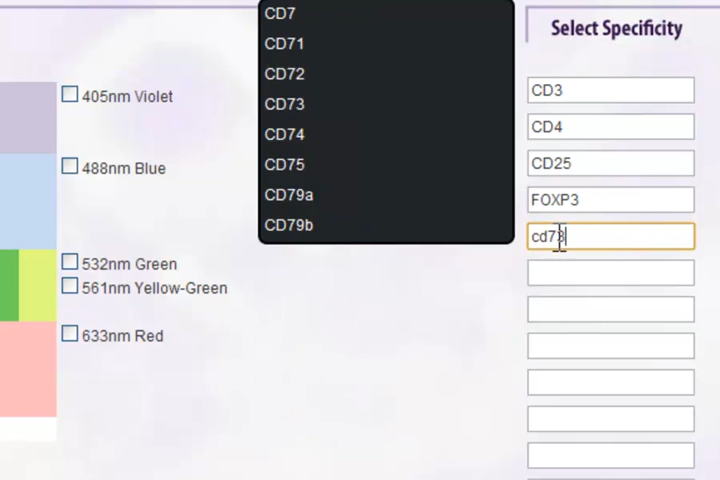 CD7
CD71
CD72
CD73
CD74
CD75
CD79a
CD79b
405nm Violet
488nm Blue
532nm Green
561nm Yellow-Green
633nm Red
Select Specificity
CD3
CD4
CD25
FOXP3
cd73